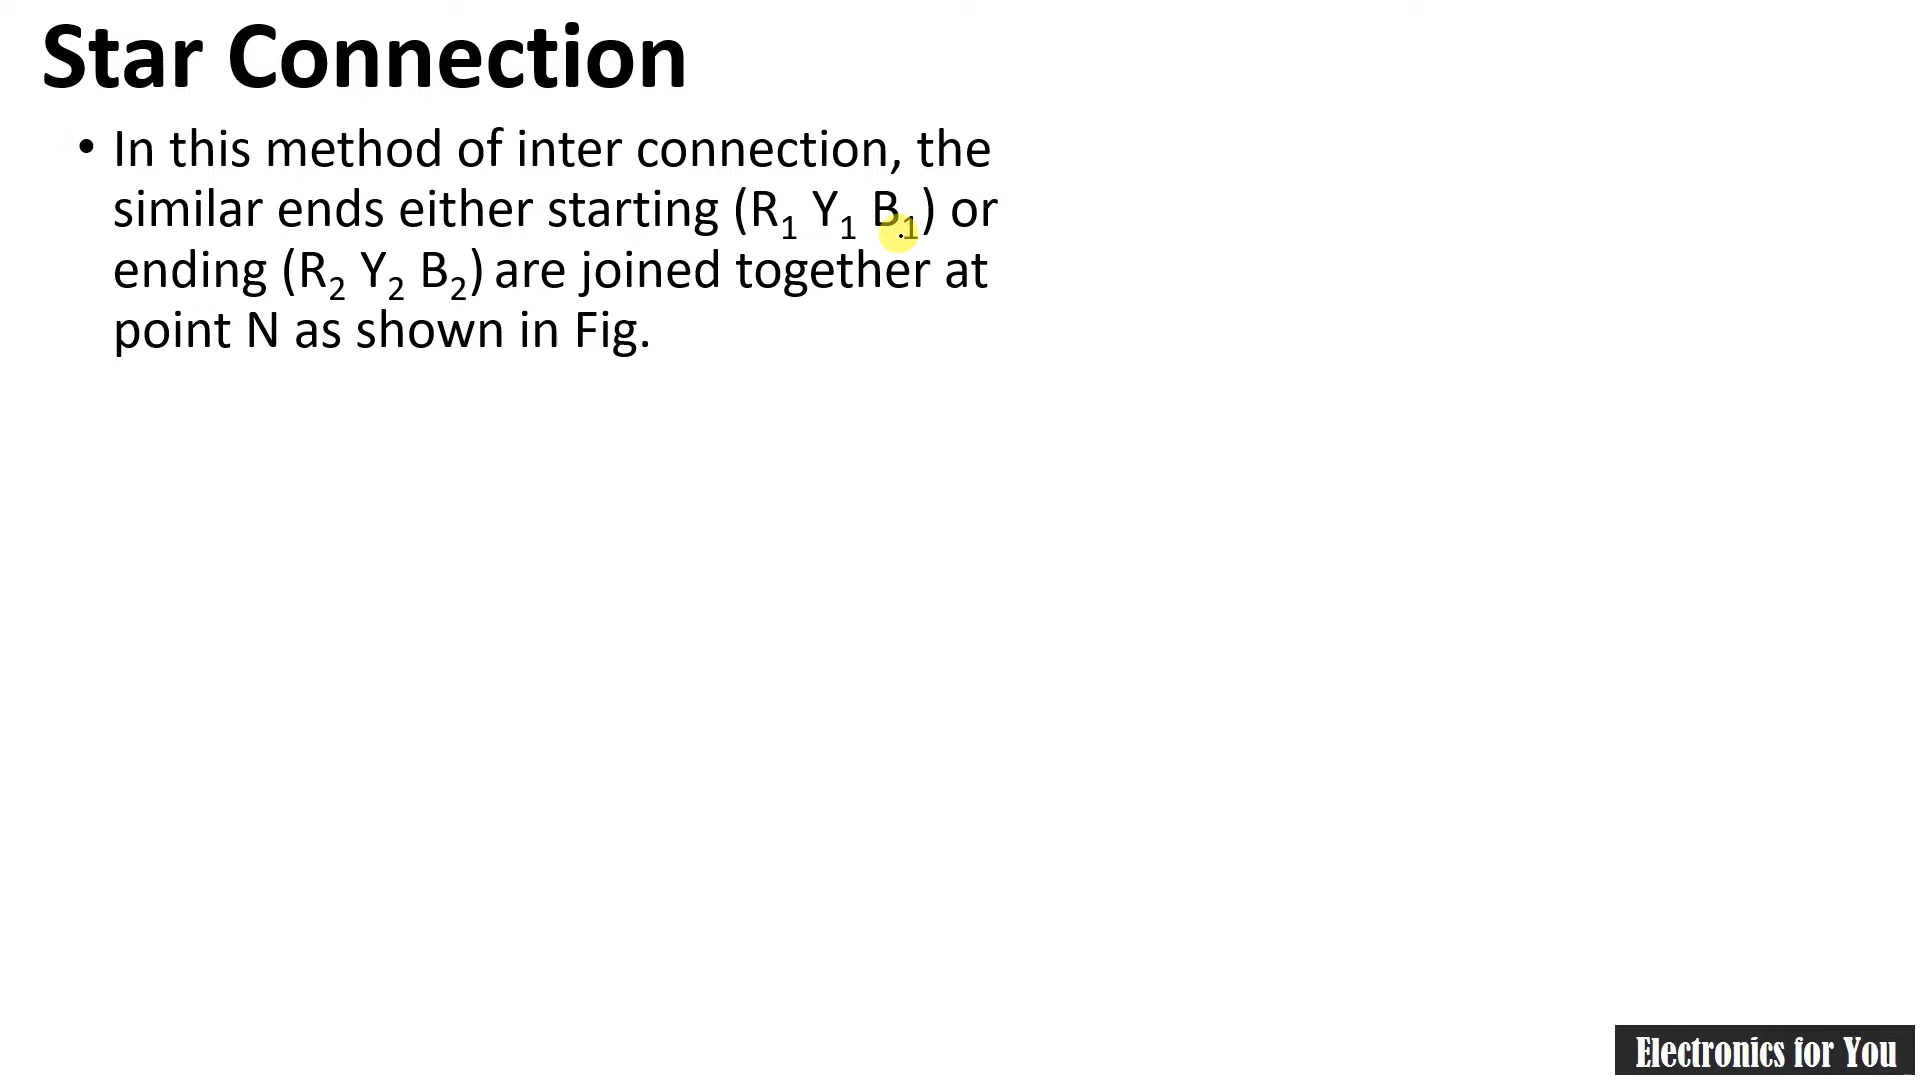 Star Connection
• In this method of inter connection, the
similar ends either starting (R₁ Y₁ B₁) or
ending (R₂ Y₂ B₂) are joined together at
point N as shown in Fig.
Electronics for You